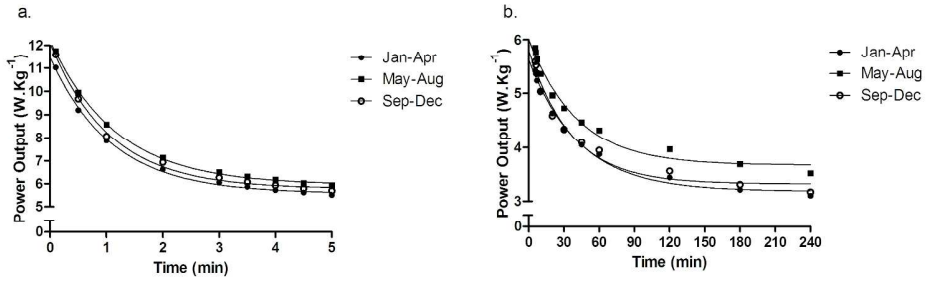 a.
Power Output (W.Kg-1)
12
11
10
9
8
7
6
5
0
0 1 2 3 4 5
Time (min)
Jan-Apr
May-Aug
Sep-Dec
b.
Power Output (W.Kg-1)
6
5
4
3
0
0 30 60 90 120 150 180 210 240
Time (min)
Jan-Apr
May-Aug
Sep-Dec